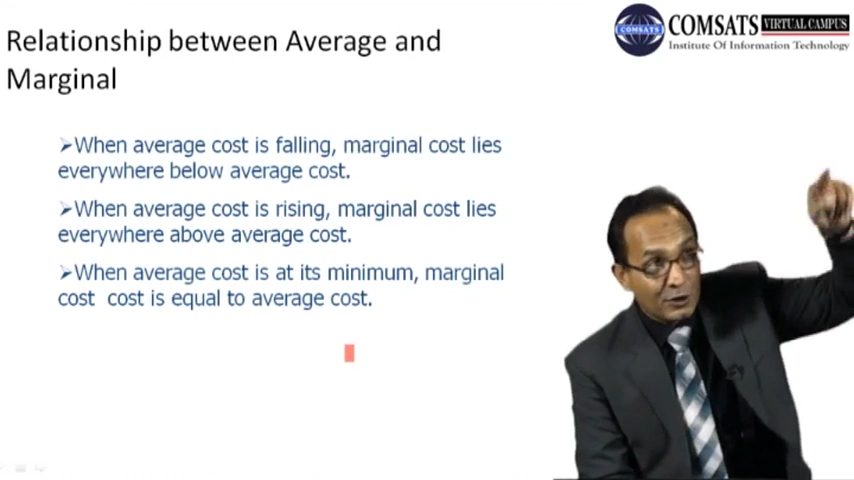 Relationship between Average and
Marginal
COMSATS VIRTUAL CAMPUS
Institute Of Information Technology
COMSATS
➢When average cost is falling, marginal cost lies
everywhere below average cost.
➢When average cost is rising, marginal cost lies
everywhere above average cost.
➢When average cost is at its minimum, marginal
cost cost is equal to average cost.